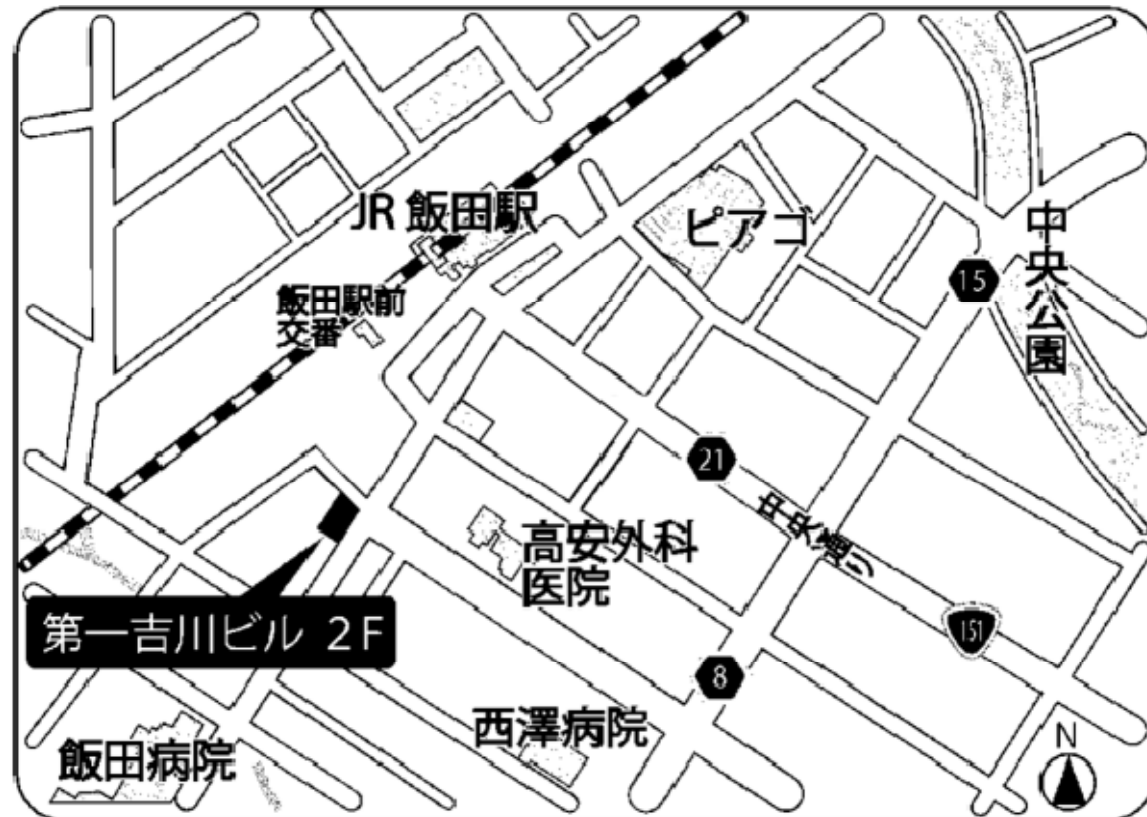 JR 飯田駅
ピアゴ
中央公園
15
飯田駅前
交番
21
中央通り
高安外科
医院
151
第一吉川ビル 2F
8
西澤病院
飯田病院
N